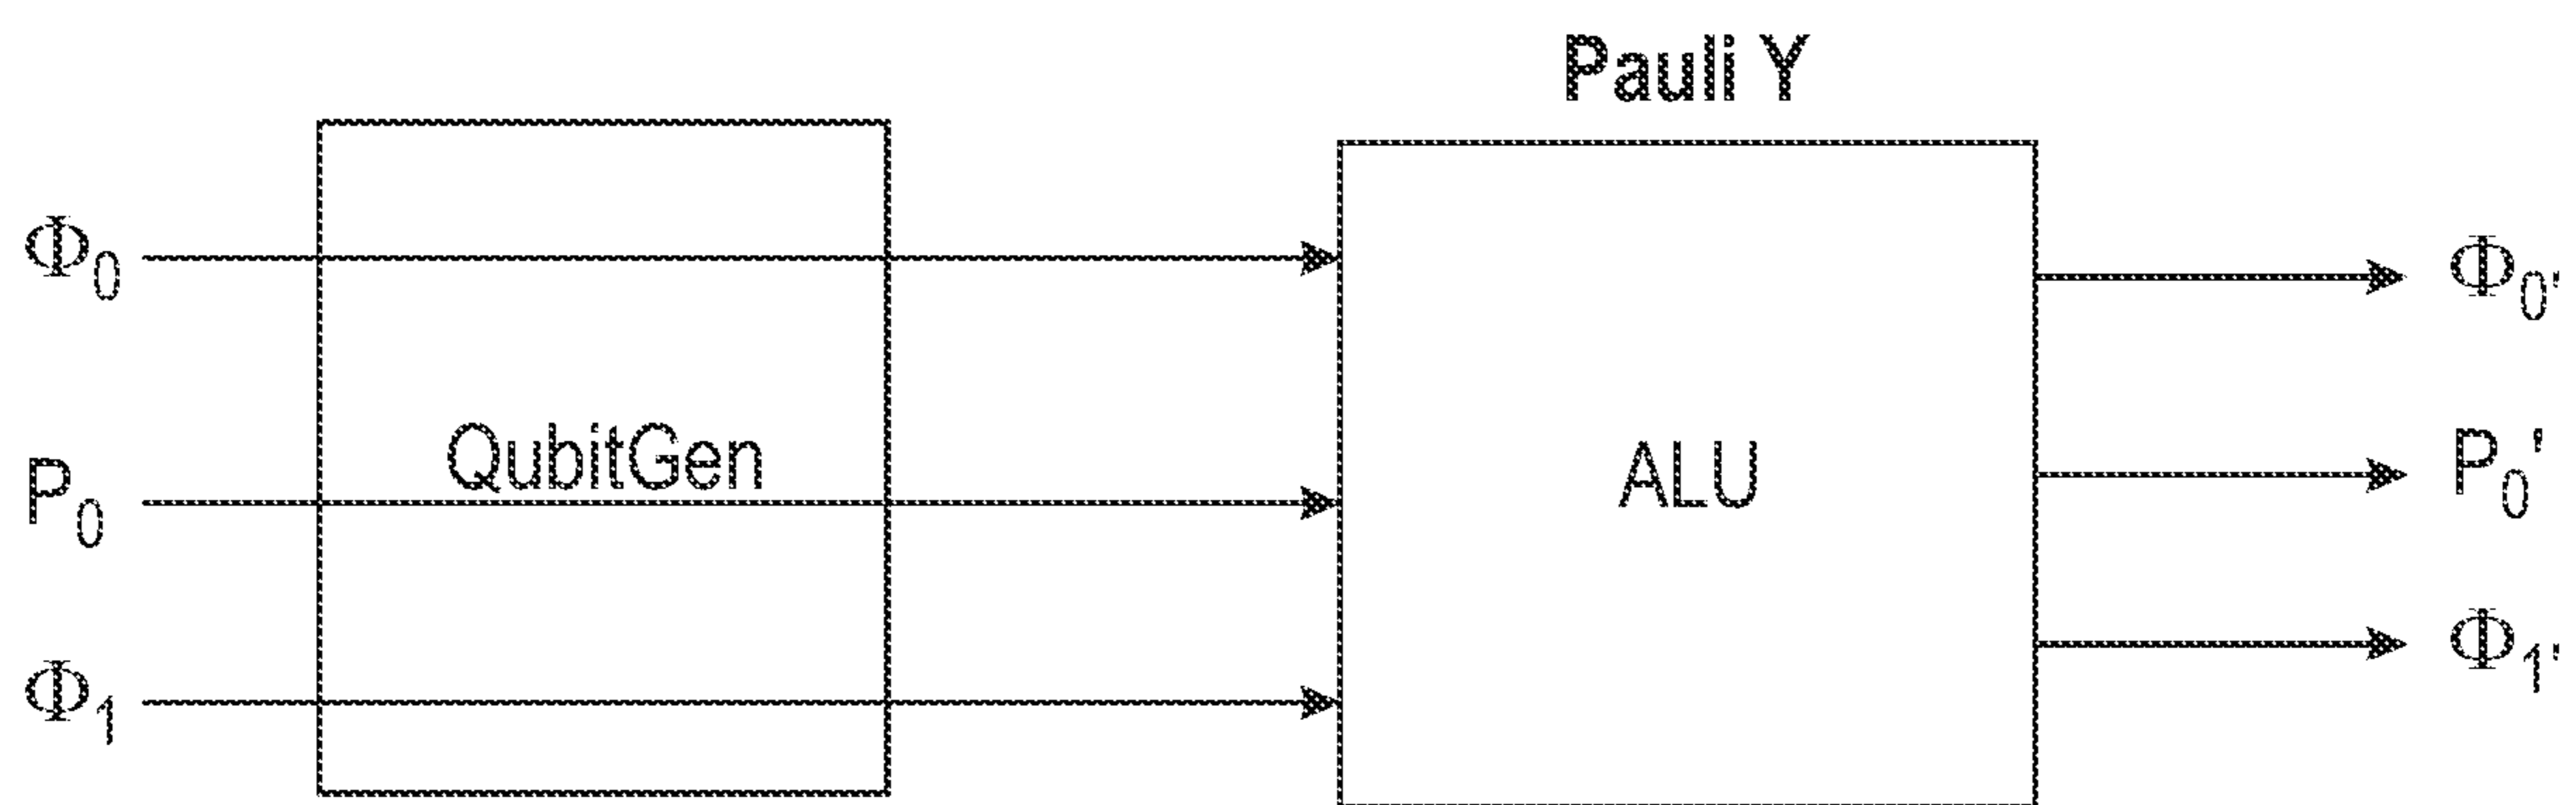 Pauli Y
Φ0 Φ0'
QubitGen ALU
P0 P0'
Φ1 Φ1'